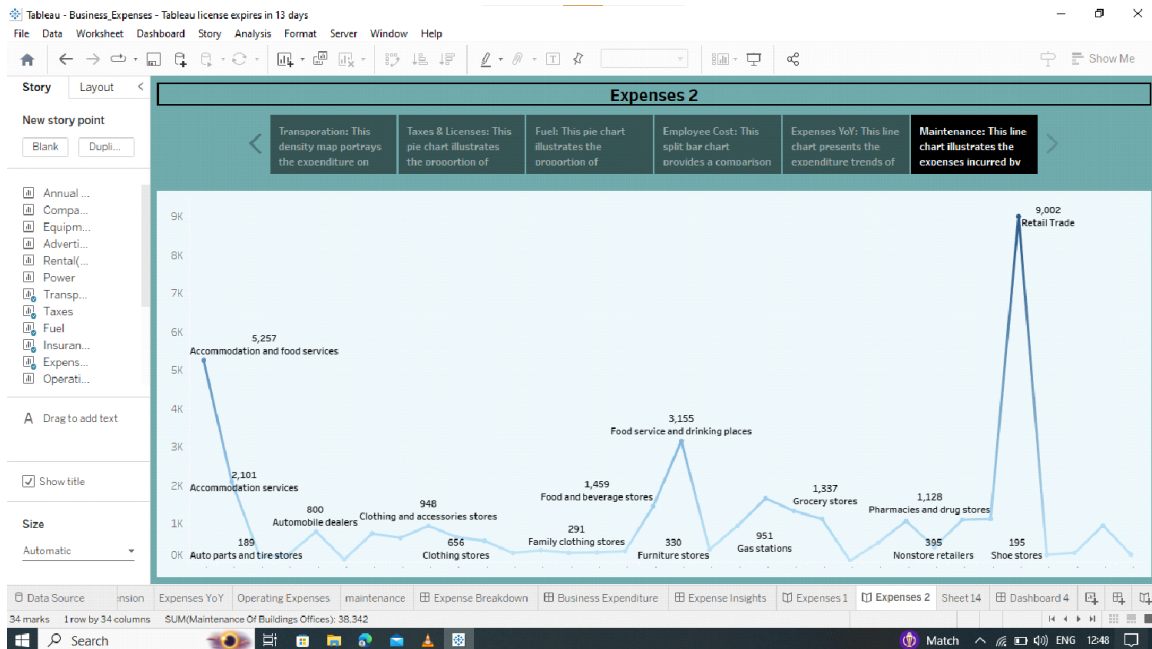 Tableau - Business_Expenses - Tableau license expires in 13 days
File Data Worksheet Dashboard Story Analysis Format Server Window Help
Show Me
Story Layout
New story point
Blank Dupli...
Annual ...
Compa...
Equipm...
Adverti...
Rental(...
Power
Transp...
Taxes
Fuel
Insuran...
Expens...
Operati...
A Drag to add text
Show title
Size
Automatic
Expenses 2
Transporation: This
density map portrays
the expenditure on
Taxes & Licenses: This
pie chart illustrates
the proportion of
Fuel: This pie chart
illustrates the
proportion of
Employee Cost: This
split bar chart
provides a comparison
Expenses YoY: This line
chart presents the
expenditure trends of
Maintenance: This line
chart illustrates the
expenses incurred by
9K
8K
7K
6K
5K
4K
3K
2K
1K
0K
9,002
Retail Trade
5,257
Accommodation and food services
3,155
Food service and drinking places
2,101
Accommodation services
1,459
Food and beverage stores
1,337
Grocery stores
1,128
Pharmacies and drug stores
800
Automobile dealers
948
Clothing and accessories stores
189
Auto parts and tire stores
656
Clothing stores
291
Family clothing stores
330
Furniture stores
951
Gas stations
395
Nonstore retailers
195
Shoe stores
Data Source ension Expenses YoY Operating Expenses maintenance Expense Breakdown Business Expenditure Expense Insights Expenses 1 Expenses 2 Sheet 14 Dashboard 4
34 marks 1 row by 34 columns SUM(Maintenance Of Buildings Offices): 38,342
Search Match ENG 12:48